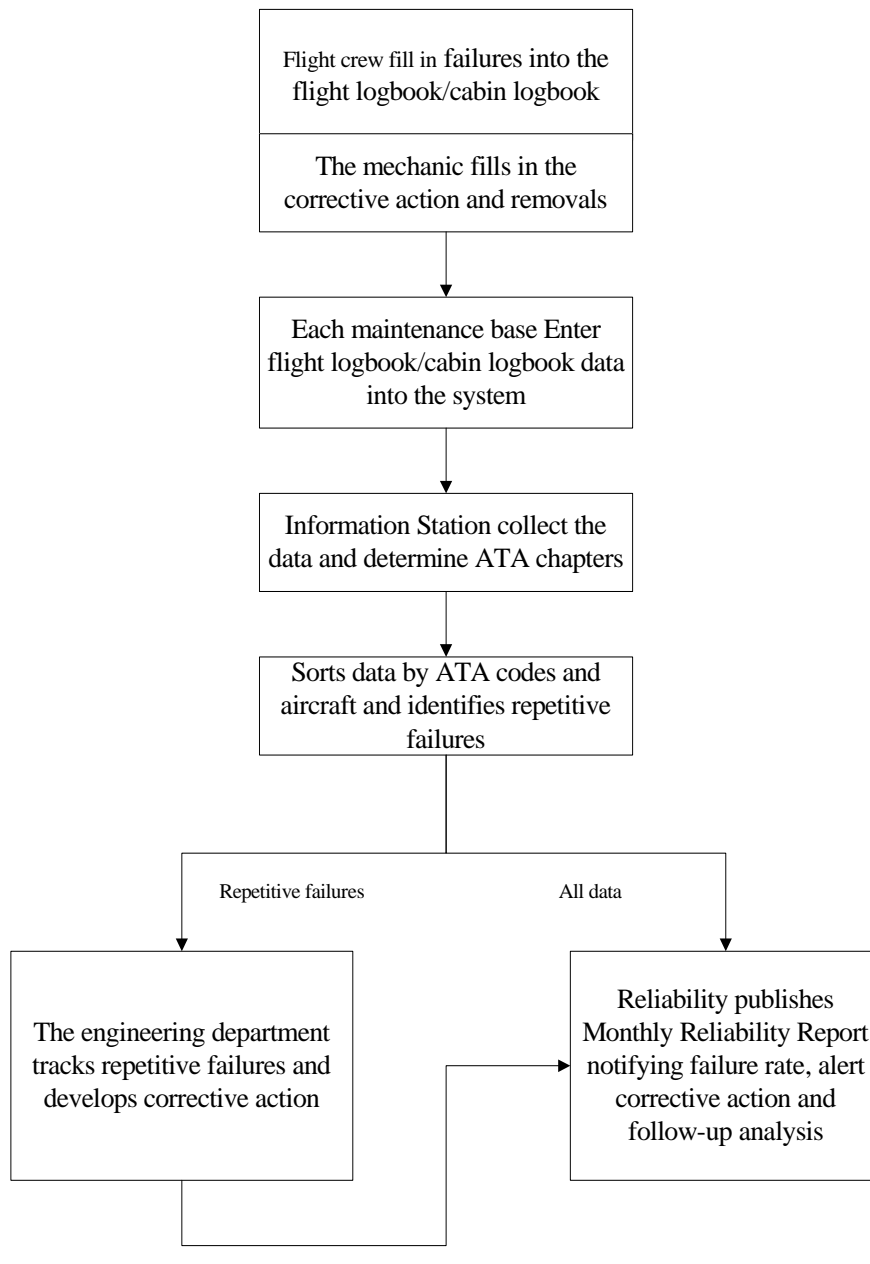 Flight crew fill in failures into the
flight logbook/cabin logbook
The mechanic fills in the
corrective action and removals
Each maintenance base Enter
flight logbook/cabin logbook data
into the system
Information Station collect the
data and determine ATA chapters
Sorts data by ATA codes and
aircraft and identifies repetitive
failures
Repetitive failures
All data
The engineering department
tracks repetitive failures and
develops corrective action
Reliability publishes
Monthly Reliability Report
notifying failure rate, alert
corrective action and
follow-up analysis